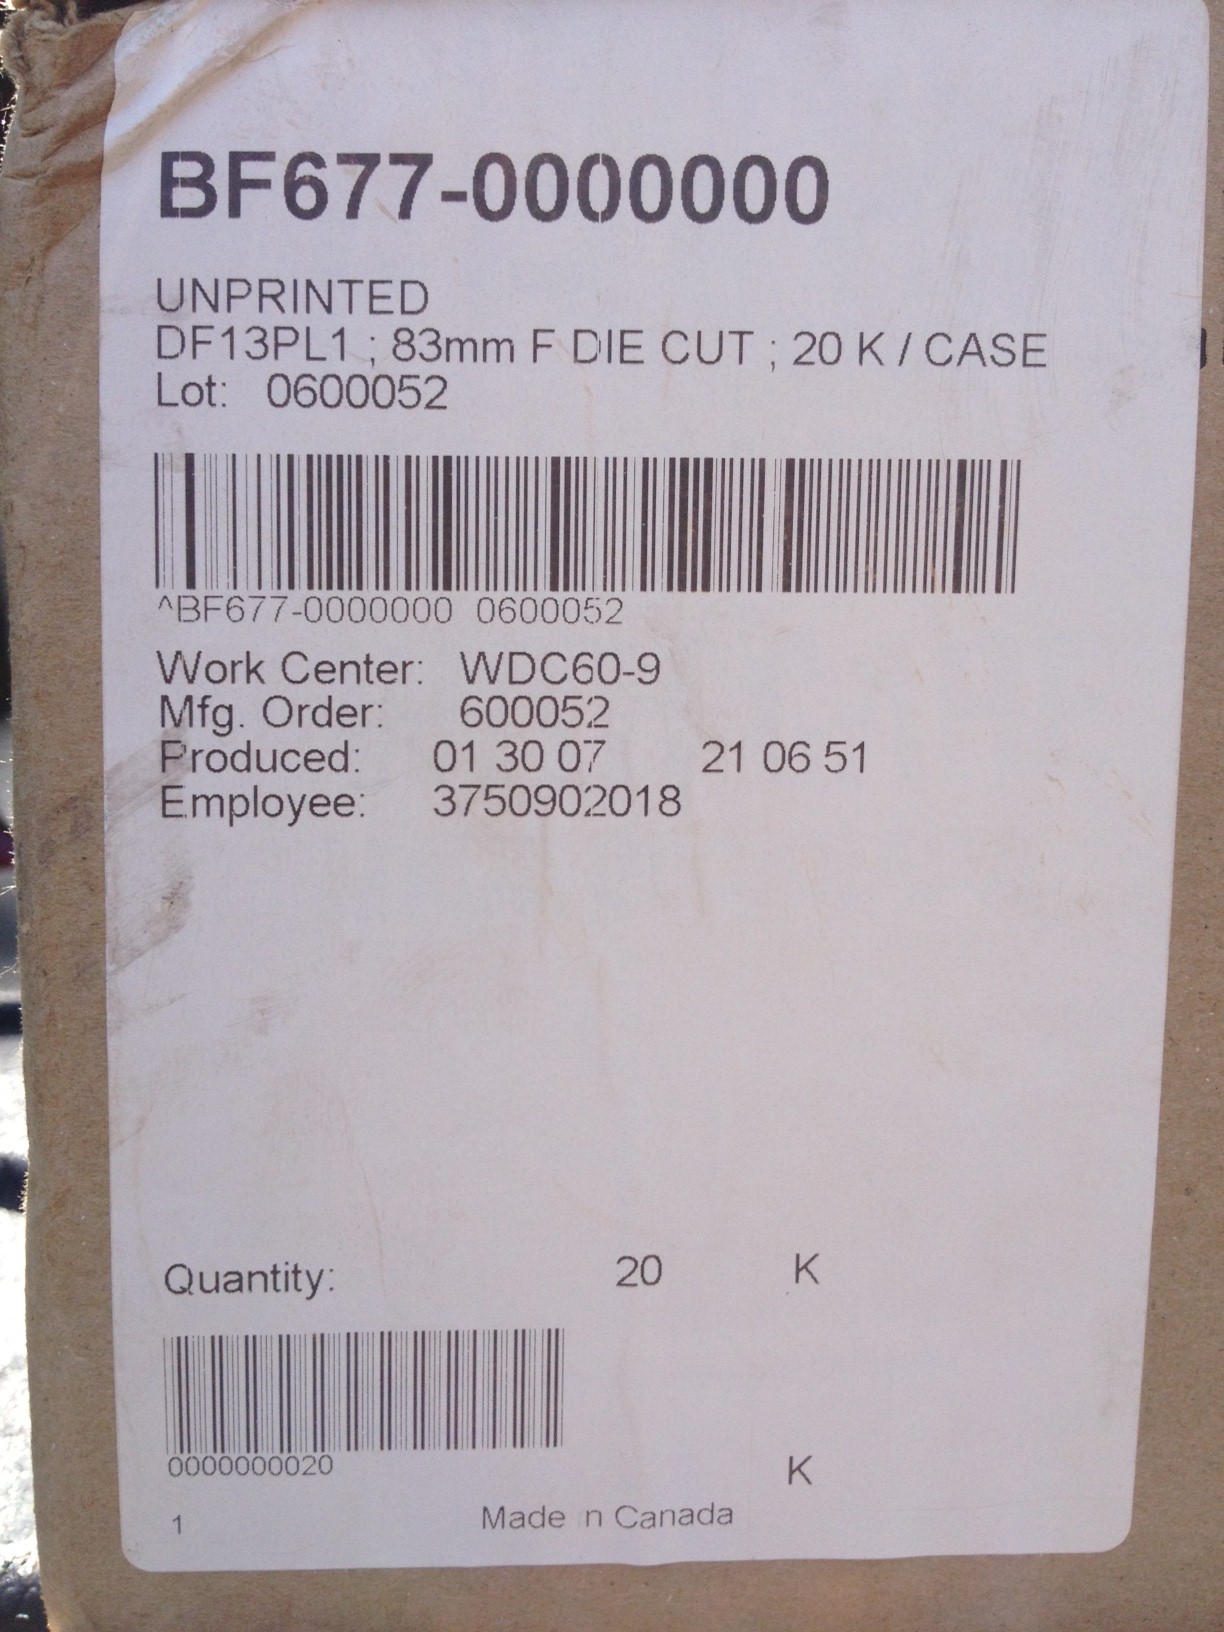 BF677-0000000
UNPRINTED
DF13PL1 ; 83mm F DIE CUT ; 20 K / CASE
Lot: 0600052
^BF677-0000000 0600052
Work Center: WDC60-9
Mfg. Order: 600052
Produced: 01 30 07 21 06 51
Employee: 3750902018
Quantity: 20 K
0000000020
K
1 Made in Canada